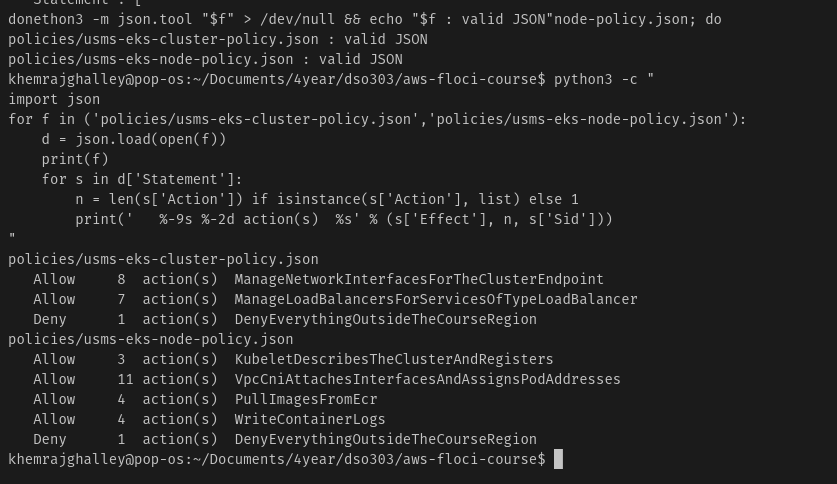 "Statement": [
donethon3 -m json.tool "$f" > /dev/null && echo "$f : valid JSON"node-policy.json; do
policies/usms-eks-cluster-policy.json : valid JSON
policies/usms-eks-node-policy.json : valid JSON
khemrajghalley@pop-os:~/Documents/4year/dso303/aws-floci-course$ python3 -c "
import json
for f in ('policies/usms-eks-cluster-policy.json','policies/usms-eks-node-policy.json'):
    d = json.load(open(f))
    print(f)
    for s in d['Statement']:
        n = len(s['Action']) if isinstance(s['Action'], list) else 1
        print('   %-9s %-2d action(s)  %s' % (s['Effect'], n, s['Sid']))
"
policies/usms-eks-cluster-policy.json
   Allow     8  action(s)  ManageNetworkInterfacesForTheClusterEndpoint
   Allow     7  action(s)  ManageLoadBalancersForServicesOfTypeLoadBalancer
   Deny      1  action(s)  DenyEverythingOutsideTheCourseRegion
policies/usms-eks-node-policy.json
   Allow     3  action(s)  KubeletDescribesTheClusterAndRegisters
   Allow     11 action(s)  VpcCniAttachesInterfacesAndAssignsPodAddresses
   Allow     4  action(s)  PullImagesFromEcr
   Allow     4  action(s)  WriteContainerLogs
   Deny      1  action(s)  DenyEverythingOutsideTheCourseRegion
khemrajghalley@pop-os:~/Documents/4year/dso303/aws-floci-course$